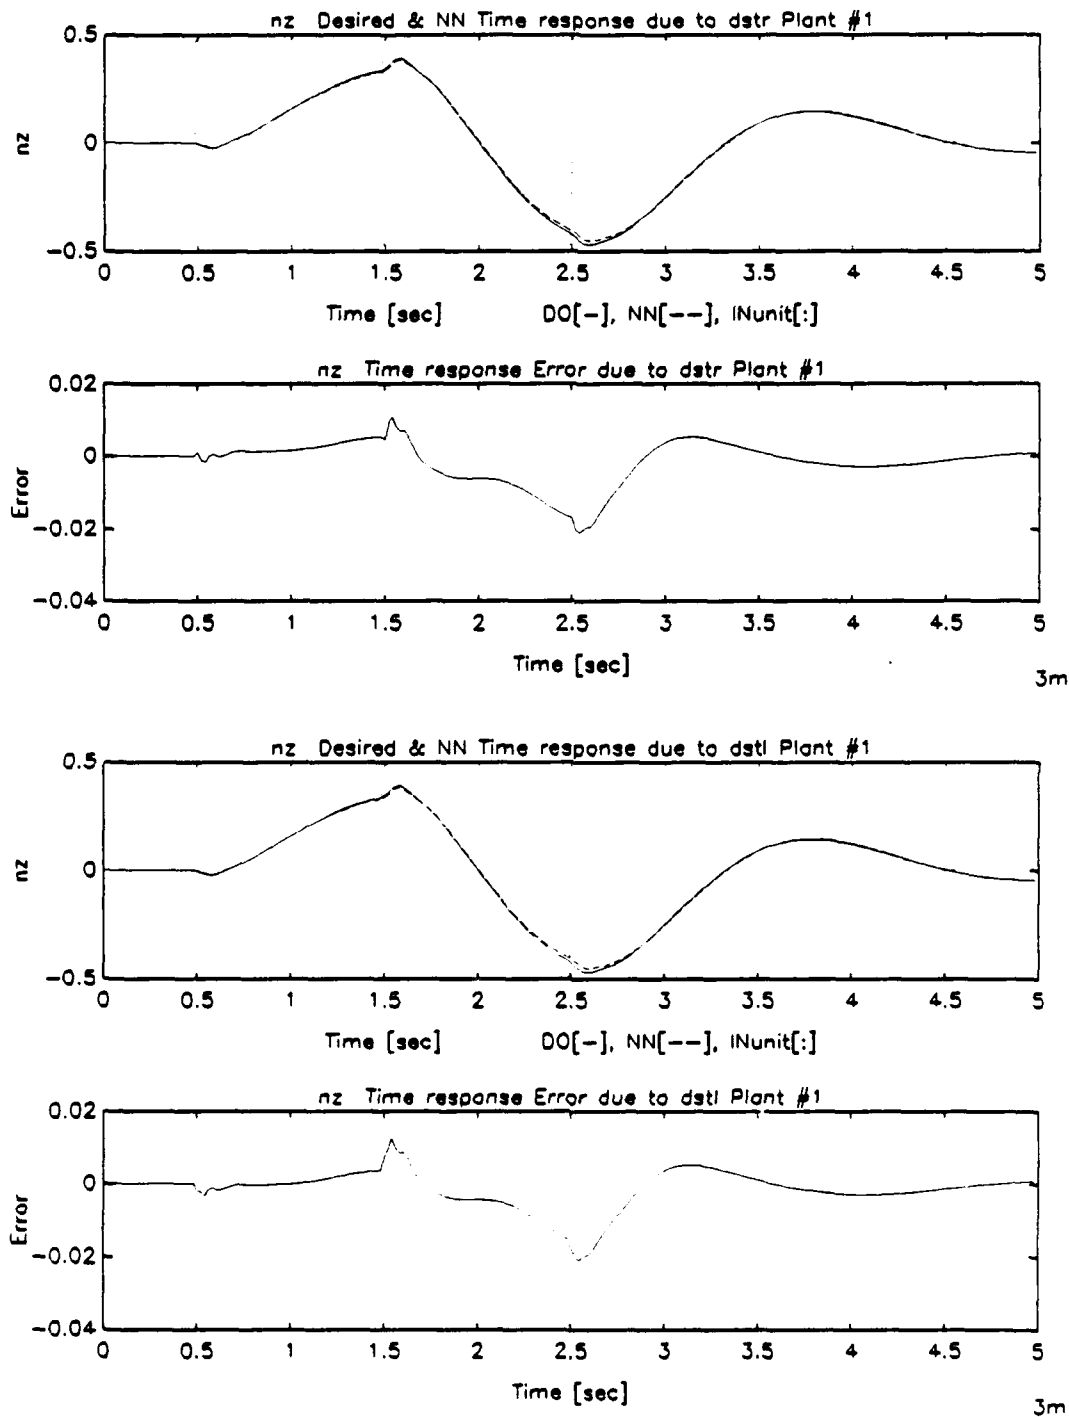 nz Desired & NN Time response due to dstr Plant #1
0.5
0
-0.5
nz
0 0.5 1 1.5 2 2.5 3 3.5 4 4.5 5
Time [sec] DO[-], NN[--], INunit[:]
nz Time response Error due to dstr Plant #1
0.02
0
-0.02
-0.04
Error
0 0.5 1 1.5 2 2.5 3 3.5 4 4.5 5
Time [sec]
3m
nz Desired & NN Time response due to dstl Plant #1
0.5
0
-0.5
nz
0 0.5 1 1.5 2 2.5 3 3.5 4 4.5 5
Time [sec] DO[-], NN[--], INunit[:]
nz Time response Error due to dstl Plant #1
0.02
0
-0.02
-0.04
Error
0 0.5 1 1.5 2 2.5 3 3.5 4 4.5 5
Time [sec]
3m